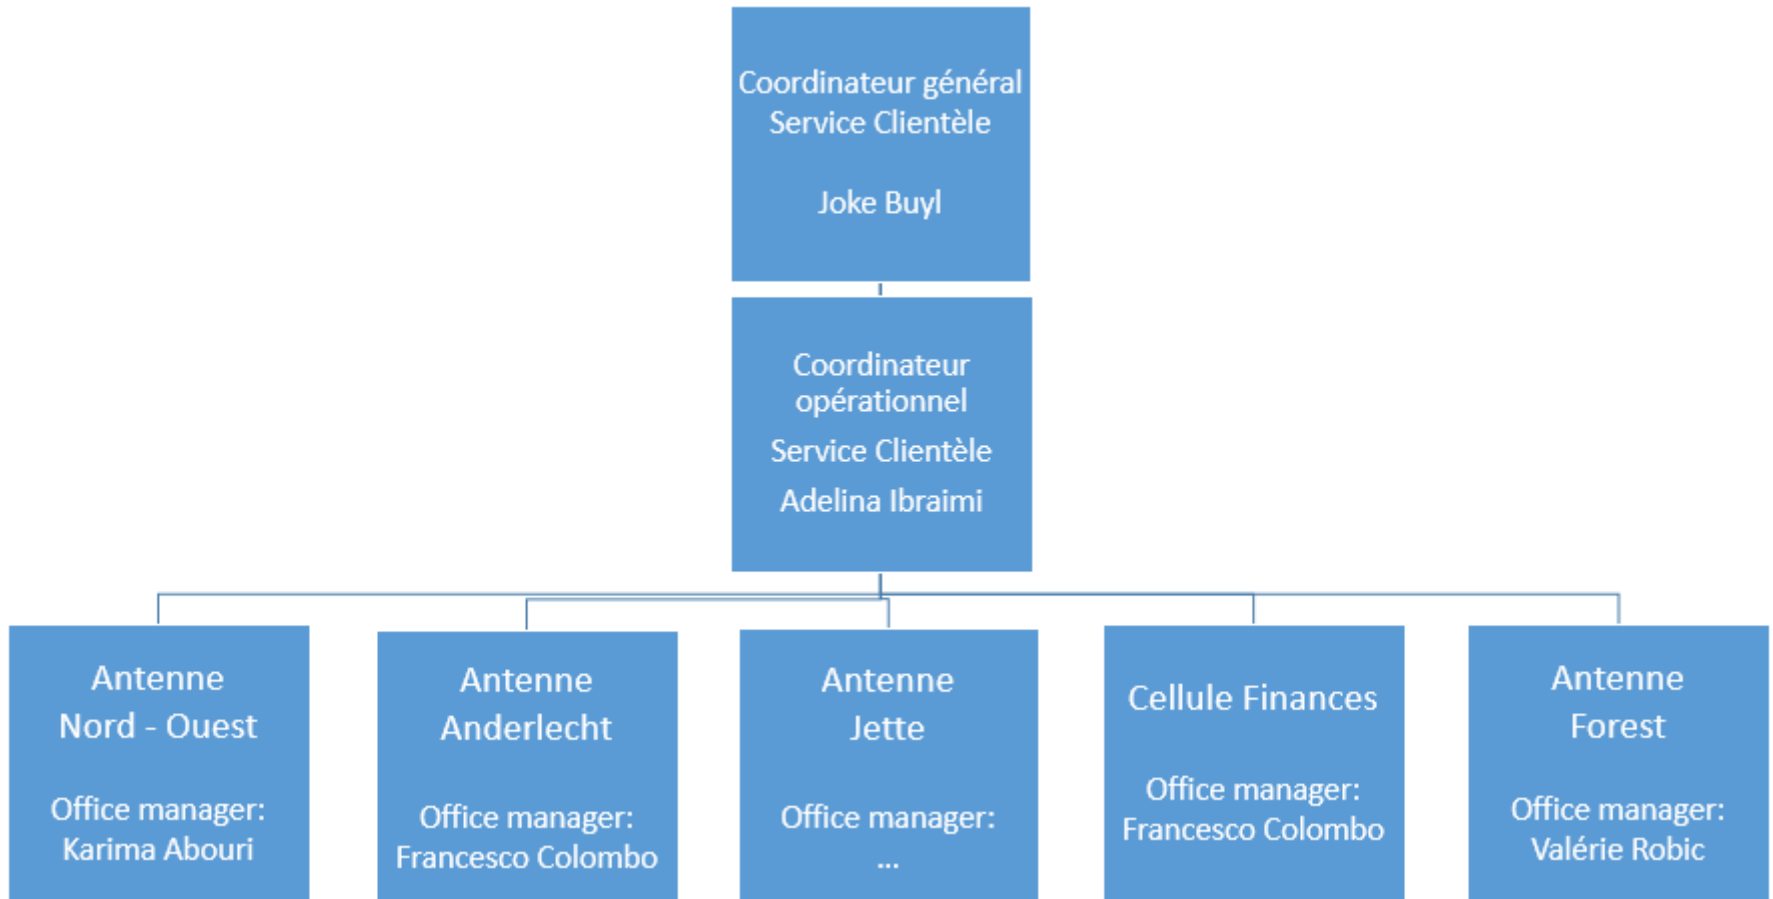 Coordinateur général
Service Clientèle
Joke Buyl
Coordinateur
opérationnel
Service Clientèle
Adelina Ibraimi
Antenne
Nord - Ouest
Office manager:
Karima Abouri
Antenne
Anderlecht
Office manager:
Francesco Colombo
Antenne
Jette
Office manager:
...
Cellule Finances
Office manager:
Francesco Colombo
Antenne
Forest
Office manager:
Valérie Robic